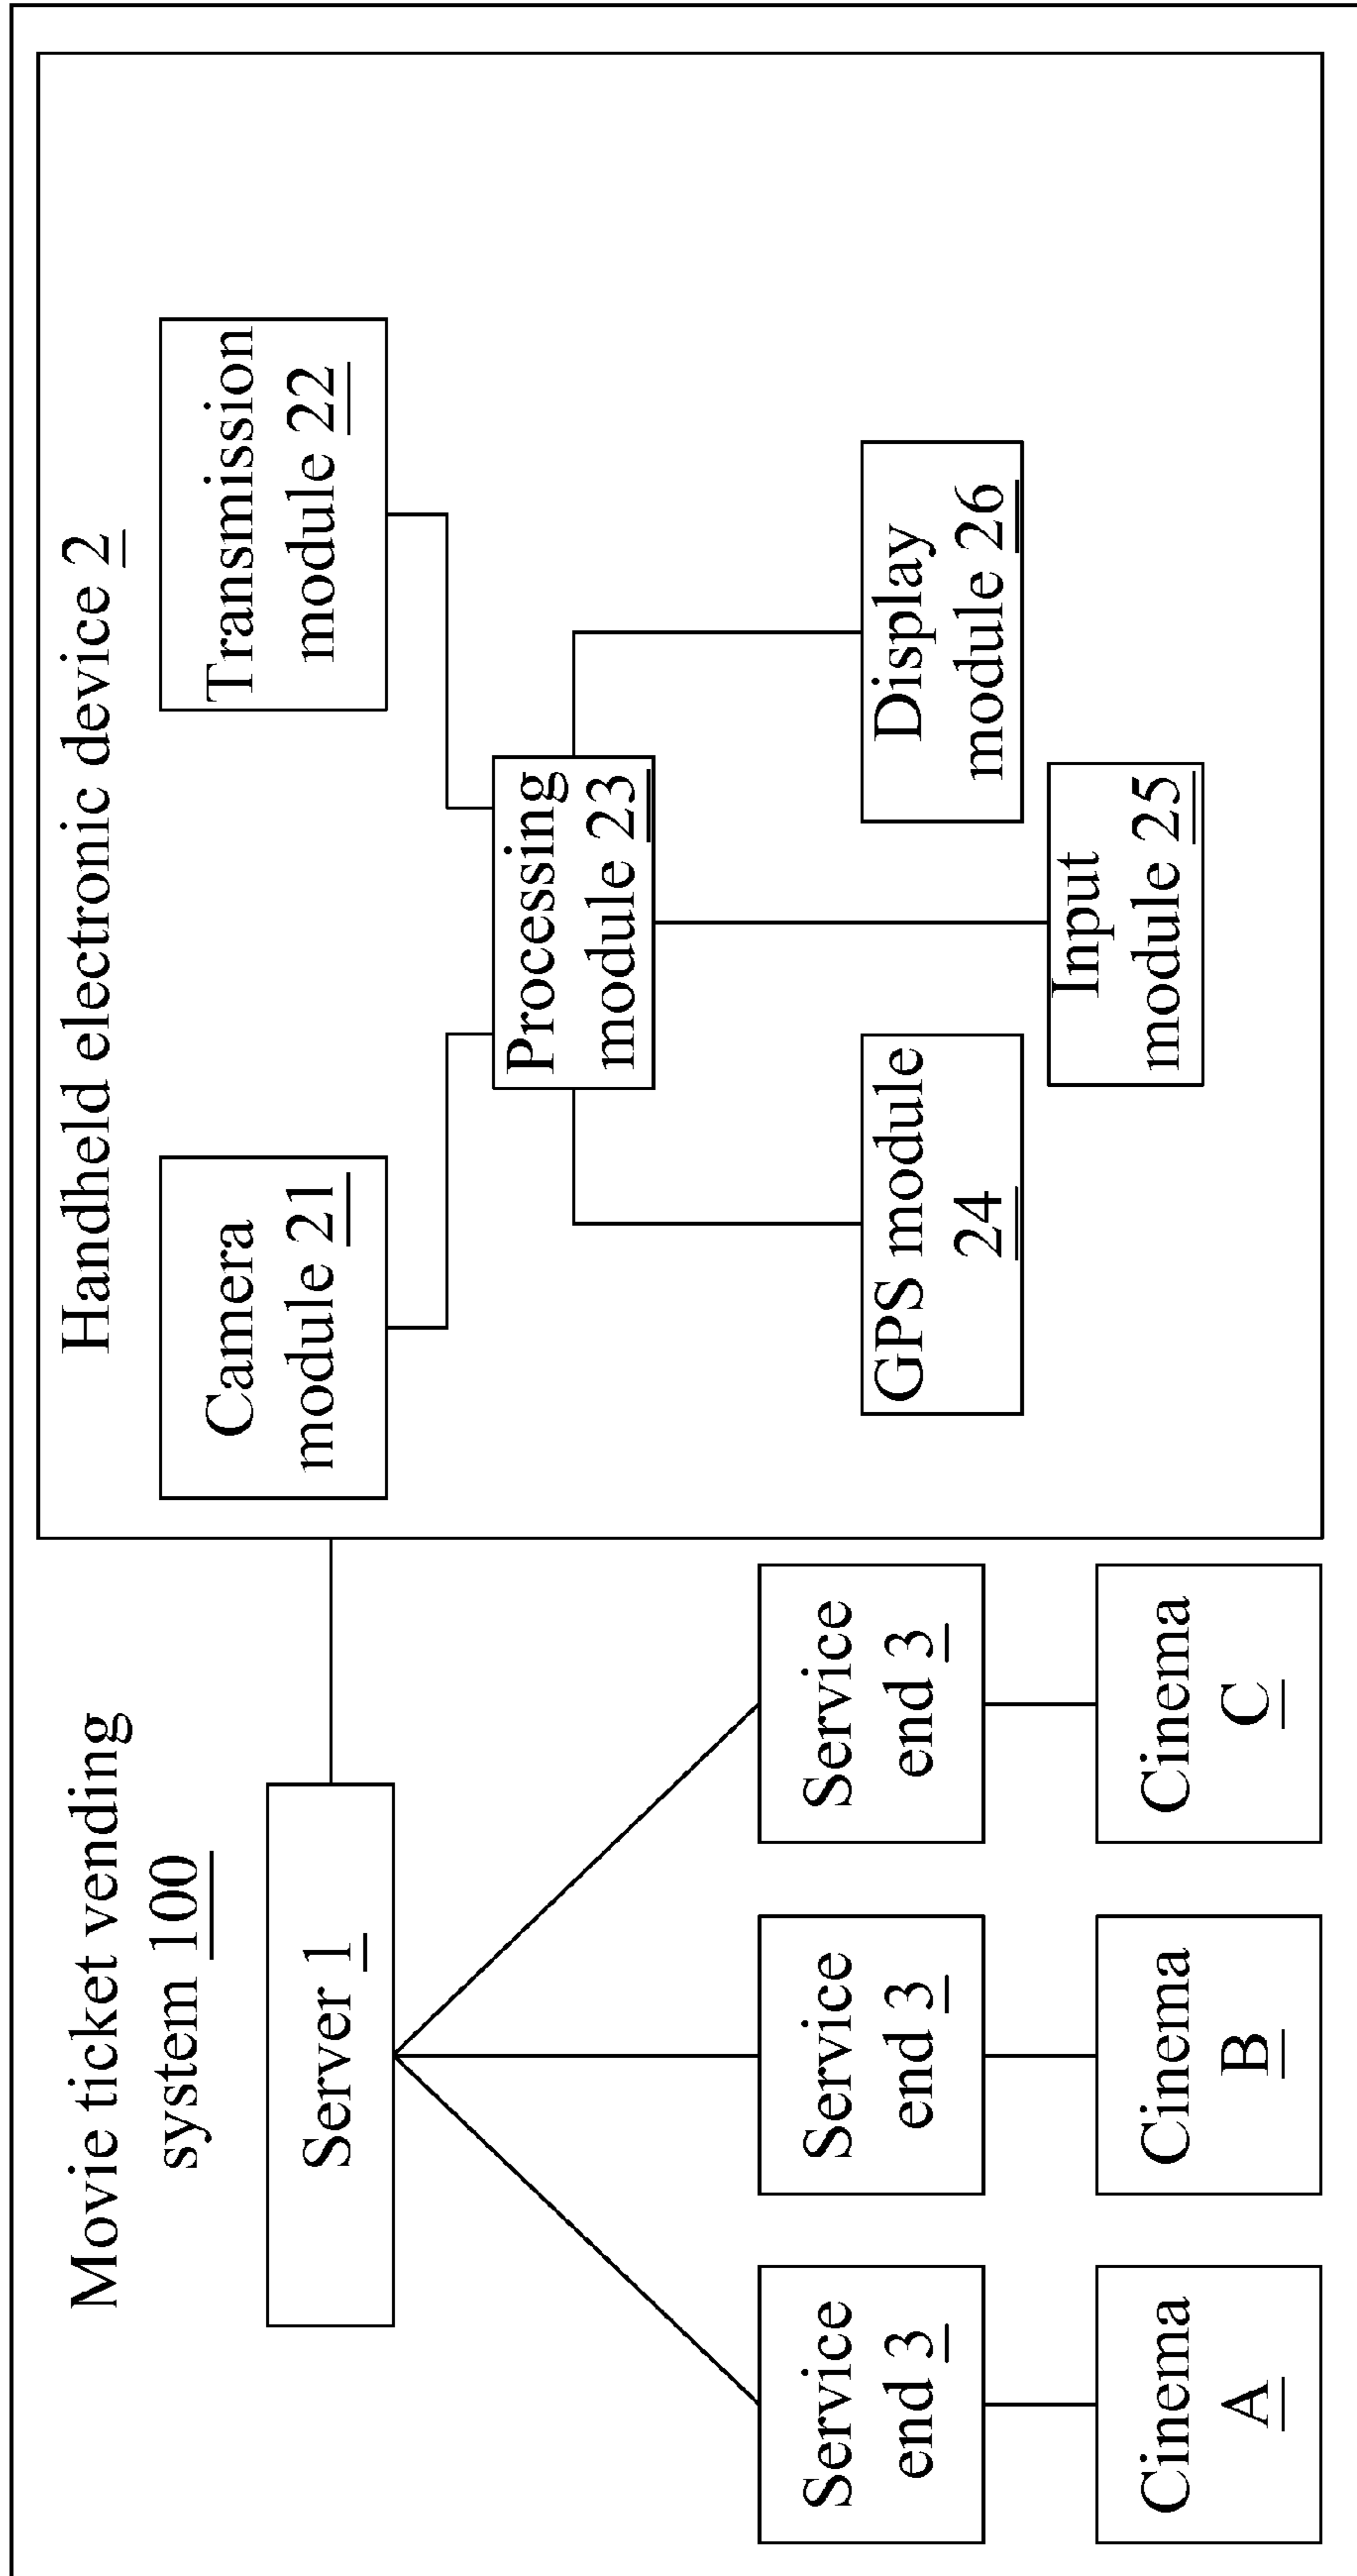 Movie ticket vending
system 100
Server 1
Service
end 3
Service
end 3
Service
end 3
Cinema
A
Cinema
B
Cinema
C
Handheld electronic device 2
Camera
module 21
Transmission
module 22
Processing
module 23
GPS module
24
Display
module 26
Input
module 25